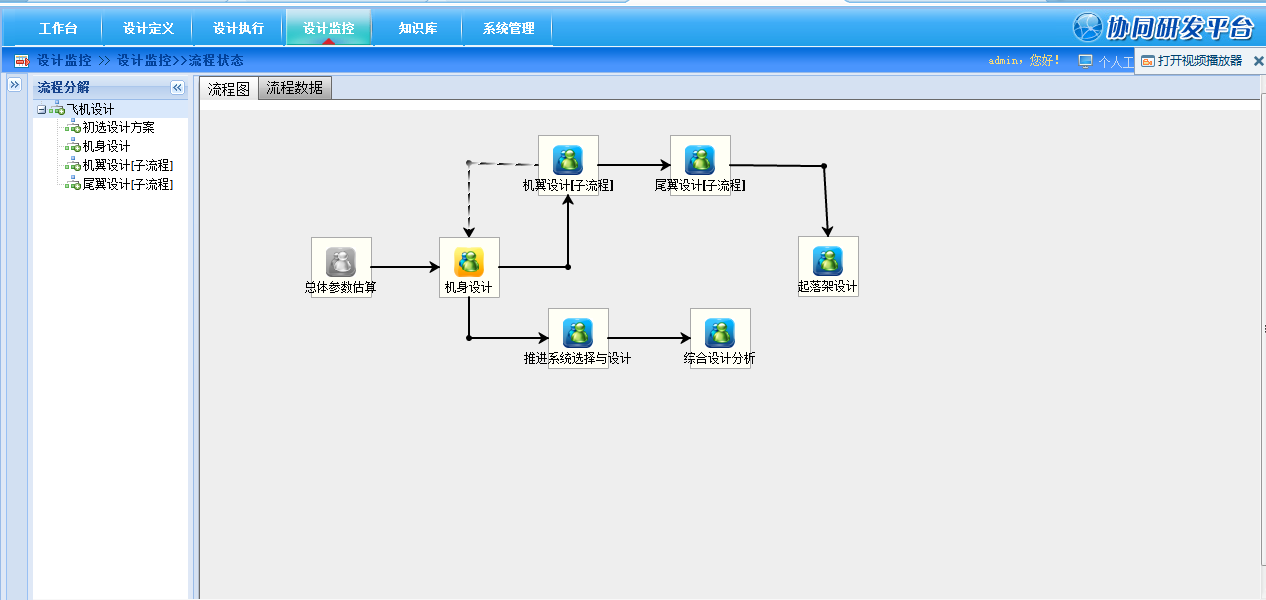 工作台 设计定义 设计执行 设计监控 知识库 系统管理 协同研发平台
设计监控 >> 设计监控>>流程状态 admin，您好！ 个人工 打开视频播放器
流程分解
飞机设计
初选设计方案
机身设计
机翼设计[子流程]
尾翼设计[子流程]
流程图 流程数据
机翼设计[子流程] 尾翼设计[子流程]
总体参数估算 机身设计 起落架设计
推进系统选择与设计 综合设计分析